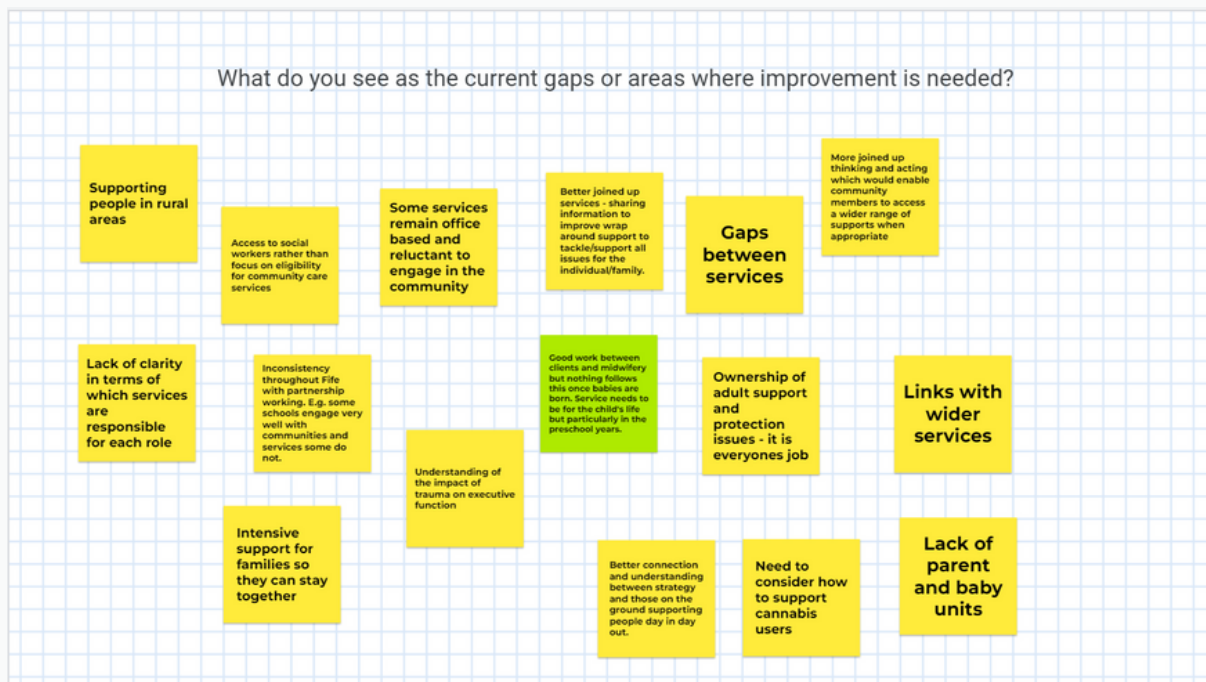 What do you see as the current gaps or areas where improvement is needed?
Supporting
people in rural
areas
Access to social
workers rather than
focus on eligibility
for community care
services
Some services
remain office
based and
reluctant to
engage in the
community
Better joined up
services - sharing
information to
improve wrap
around support to
tackle/support all
issues for the
individual/family.
Gaps
between
services
More joined up
thinking and acting
which would enable
community
members to access
a wider range of
supports when
appropriate
Lack of clarity
in terms of
which services
are
responsible
for each role
Inconsistency
throughout Fife
with partnership
working. E.g. some
schools engage very
well with
communities and
services some do
not.
Understanding of
the impact of
trauma on executive
function
Good work between
clients and midwifery
but nothing follows
this once babies are
born. Service needs to
be for the child's life
but particularly in the
preschool years.
Ownership of
adult support
and
protection
issues - it is
everyones job
Links with
wider
services
Intensive
support for
families so
they can stay
together
Better connection
and understanding
between strategy
and those on the
ground supporting
people day in day
out.
Need to
consider how
to support
cannabis
users
Lack of
parent
and baby
units